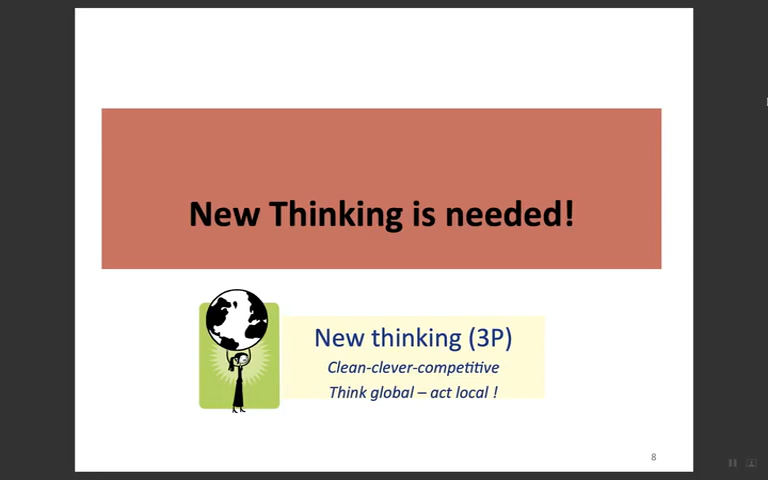 New Thinking is needed!
New thinking (3P)
Clean-clever-competitive
Think global – act local !
8